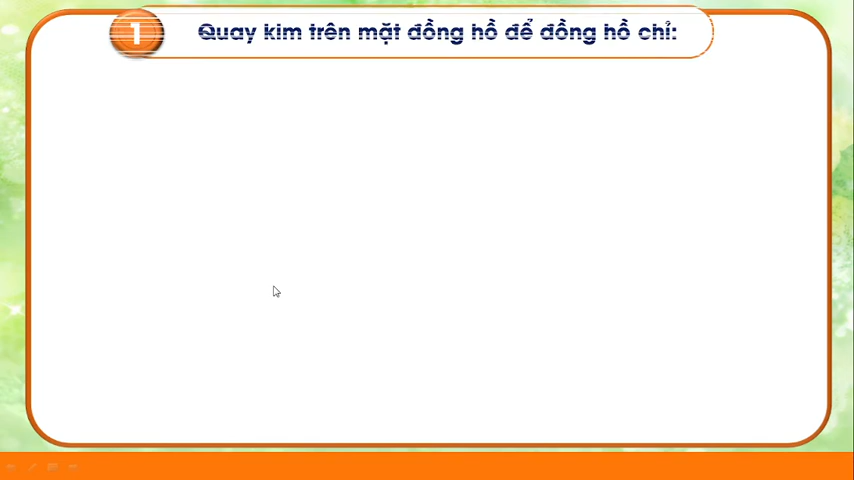 1 Quay kim trên mặt đồng hồ để đồng hồ chỉ: